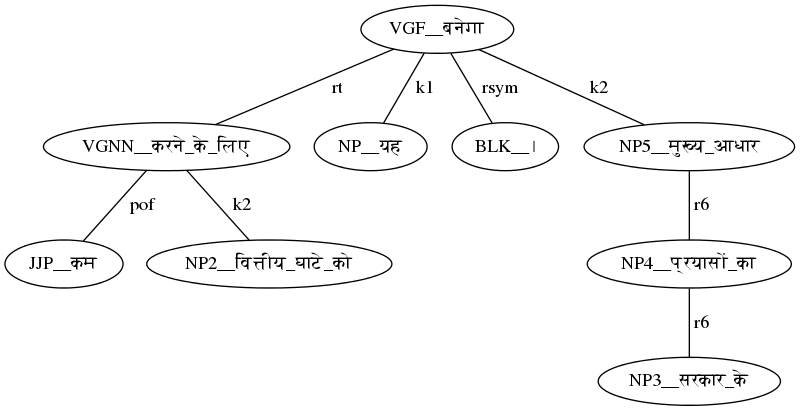 VGF__बनेगा
rt
k1
rsym
k2
VGNN__करने_के_लिए
NP__यह
BLK__।
NP5__मुख्य_आधार
pof
k2
r6
JJP__कम
NP2__वित्तीय_घाटे_को
NP4__प्रयासों_का
r6
NP3__सरकार_के